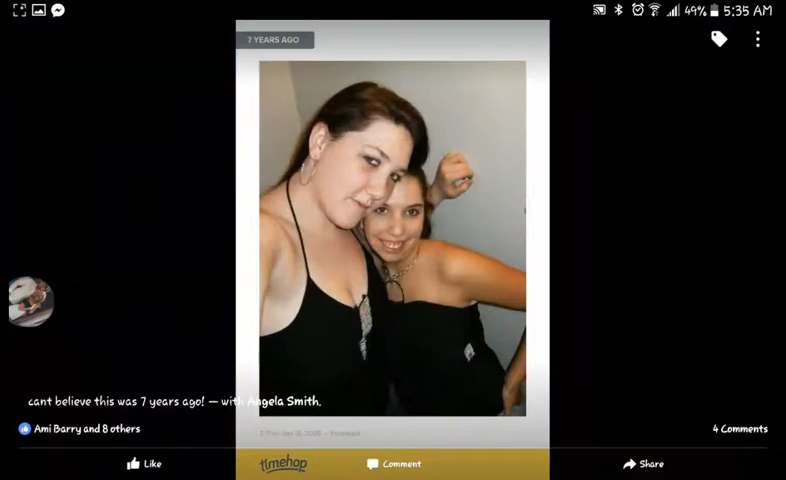 49% 5:35 AM
7 YEARS AGO
cant believe this was 7 years ago! — with Angela Smith.
Ami Barry and 8 others
4 Comments
timehop
Like
Comment
Share